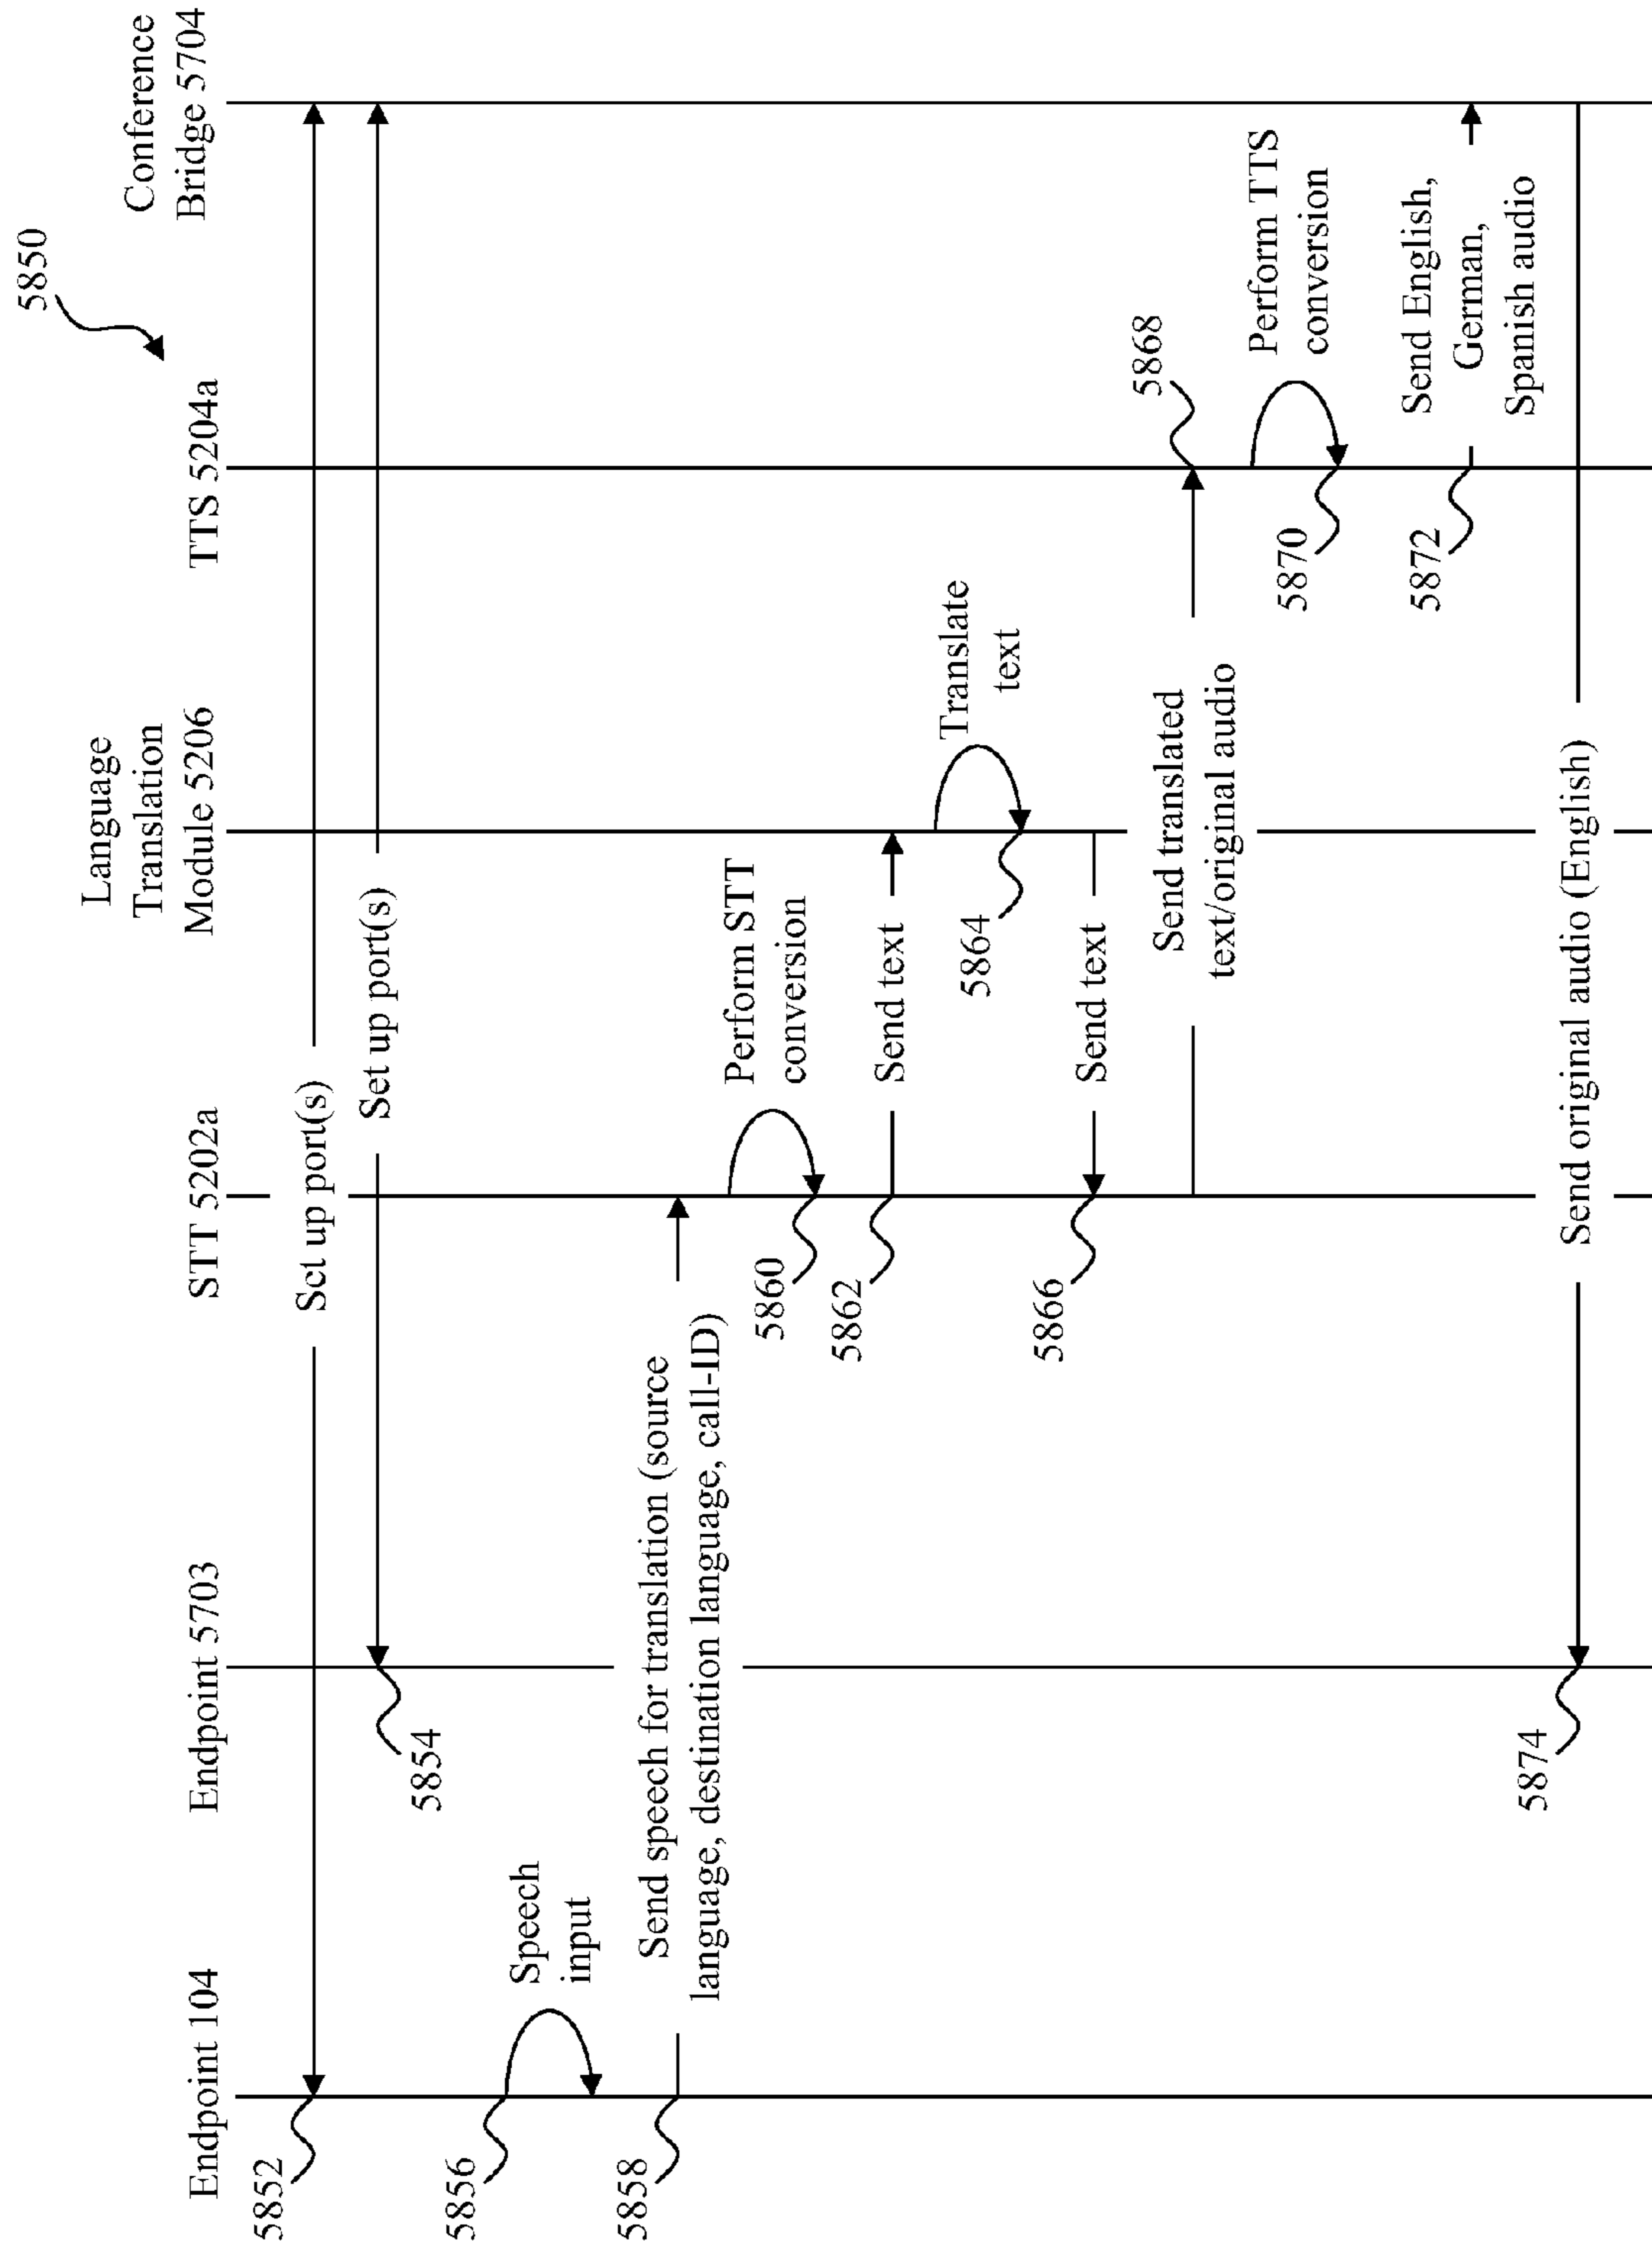 5850
Endpoint 104
Endpoint 5703
STT 5202a
Language
Translation
Module 5206
TTS 5204a
Conference
Bridge 5704
5852
Set up port(s)
Set up port(s)
5854
5856
Speech
input
5858
Send speech for translation (source
language, destination language, call-ID)
Perform STT
conversion
5860
5862
Send text
Translate
text
5864
5866
Send text
Send translated
text/original audio
5868
Perform TTS
conversion
5870
5872
Send English,
German,
Spanish audio
5874
Send original audio (English)